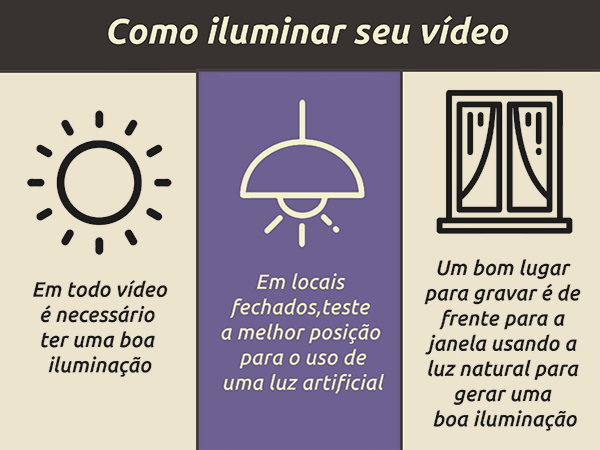 Como iluminar seu vídeo
Em todo vídeo
é necessário
ter uma boa
iluminação
Em locais
fechados,teste
a melhor posição
para o uso de
uma luz artificial
Um bom lugar
para gravar é de
frente para a
janela usando a
luz natural para
gerar uma
boa iluminação